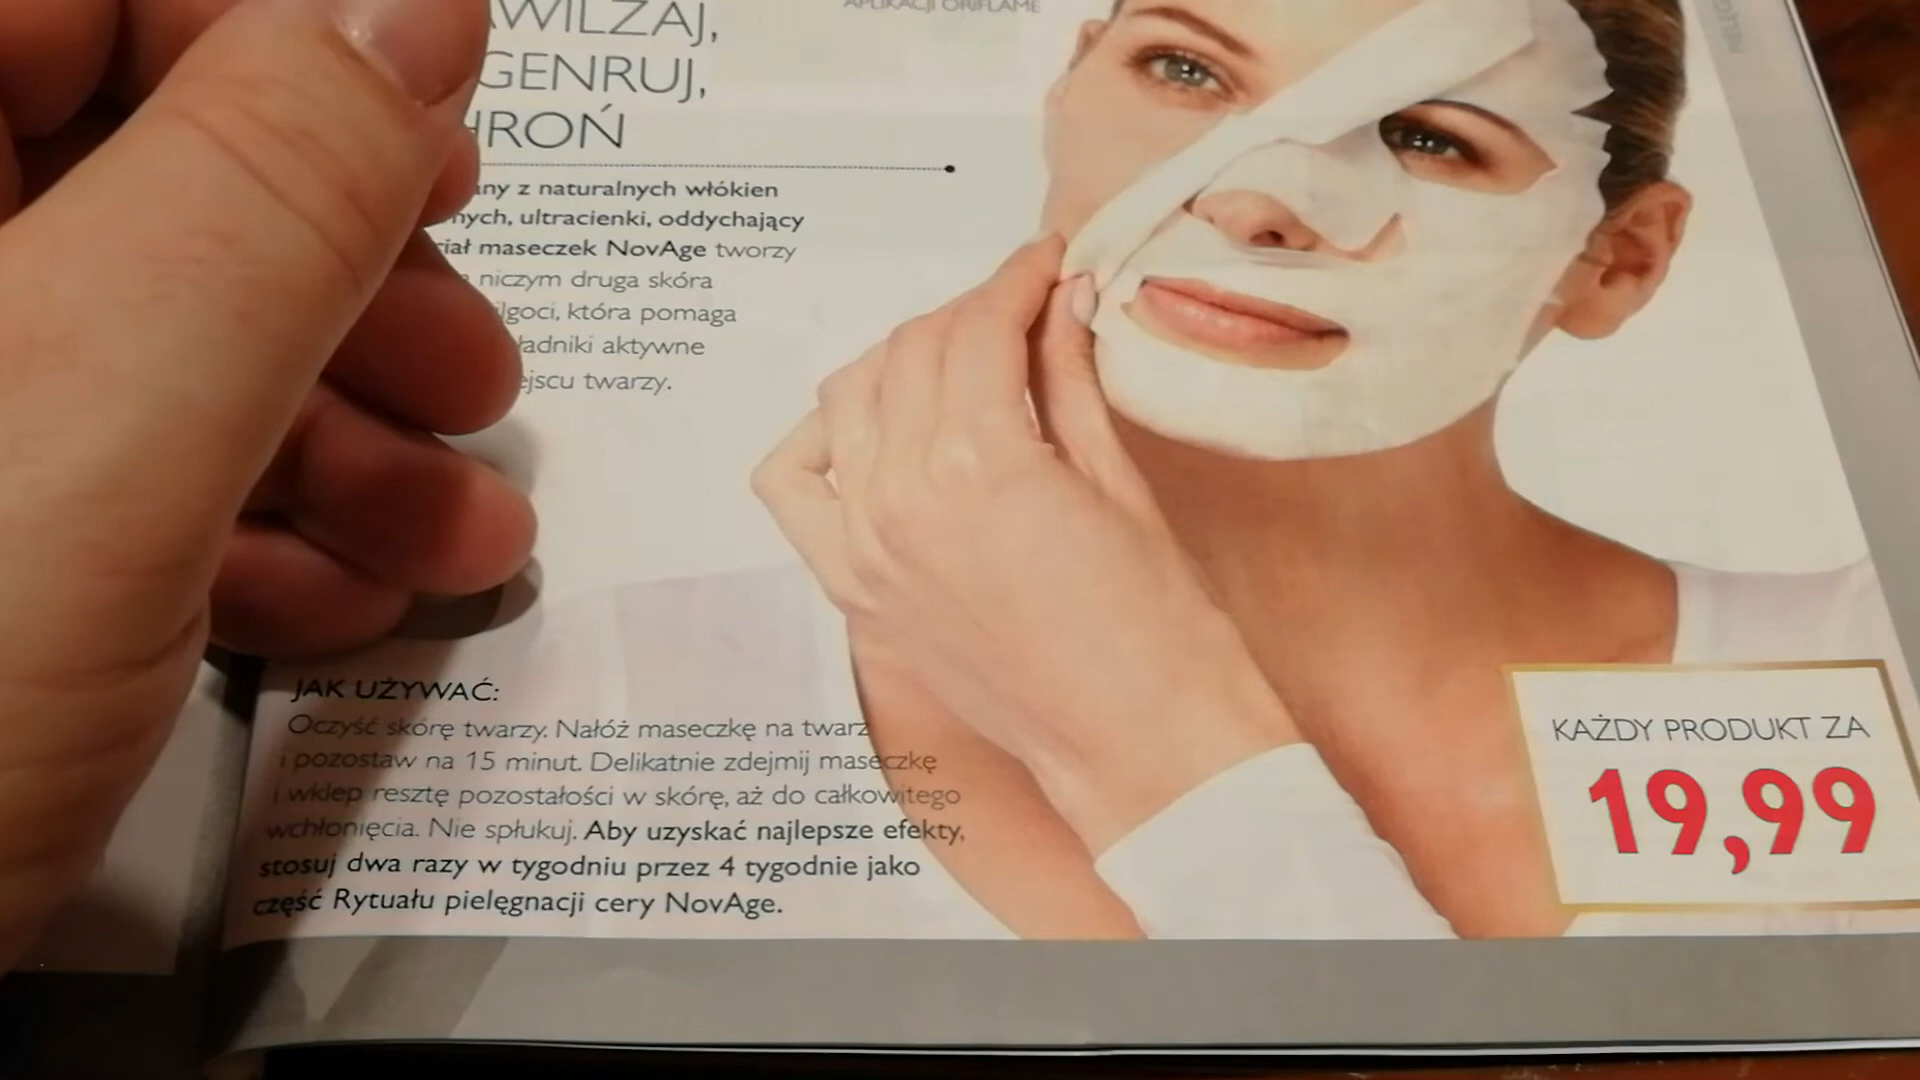 APLIKACJI ORIFLAME
WILŻAJ,
GENRUJ,
HROŃ
any z naturalnych włókien
nych, ultracienki, oddychający
riał maseczek NovAge tworzy
niczym druga skóra
ilgoci, która pomaga
ładniki aktywne
ejscu twarzy.
JAK UŻYWAĆ:
Oczyść skórę twarzy. Nałóż maseczkę na twarz
i pozostaw na 15 minut. Delikatnie zdejmij maseczkę
i wklep resztę pozostałości w skórę, aż do całkowitego
wchłonięcia. Nie spłukuj. Aby uzyskać najlepsze efekty,
stosuj dwa razy w tygodniu przez 4 tygodnie jako
część Rytuału pielęgnacji cery NovAge.
KAŻDY PRODUKT ZA
19,99